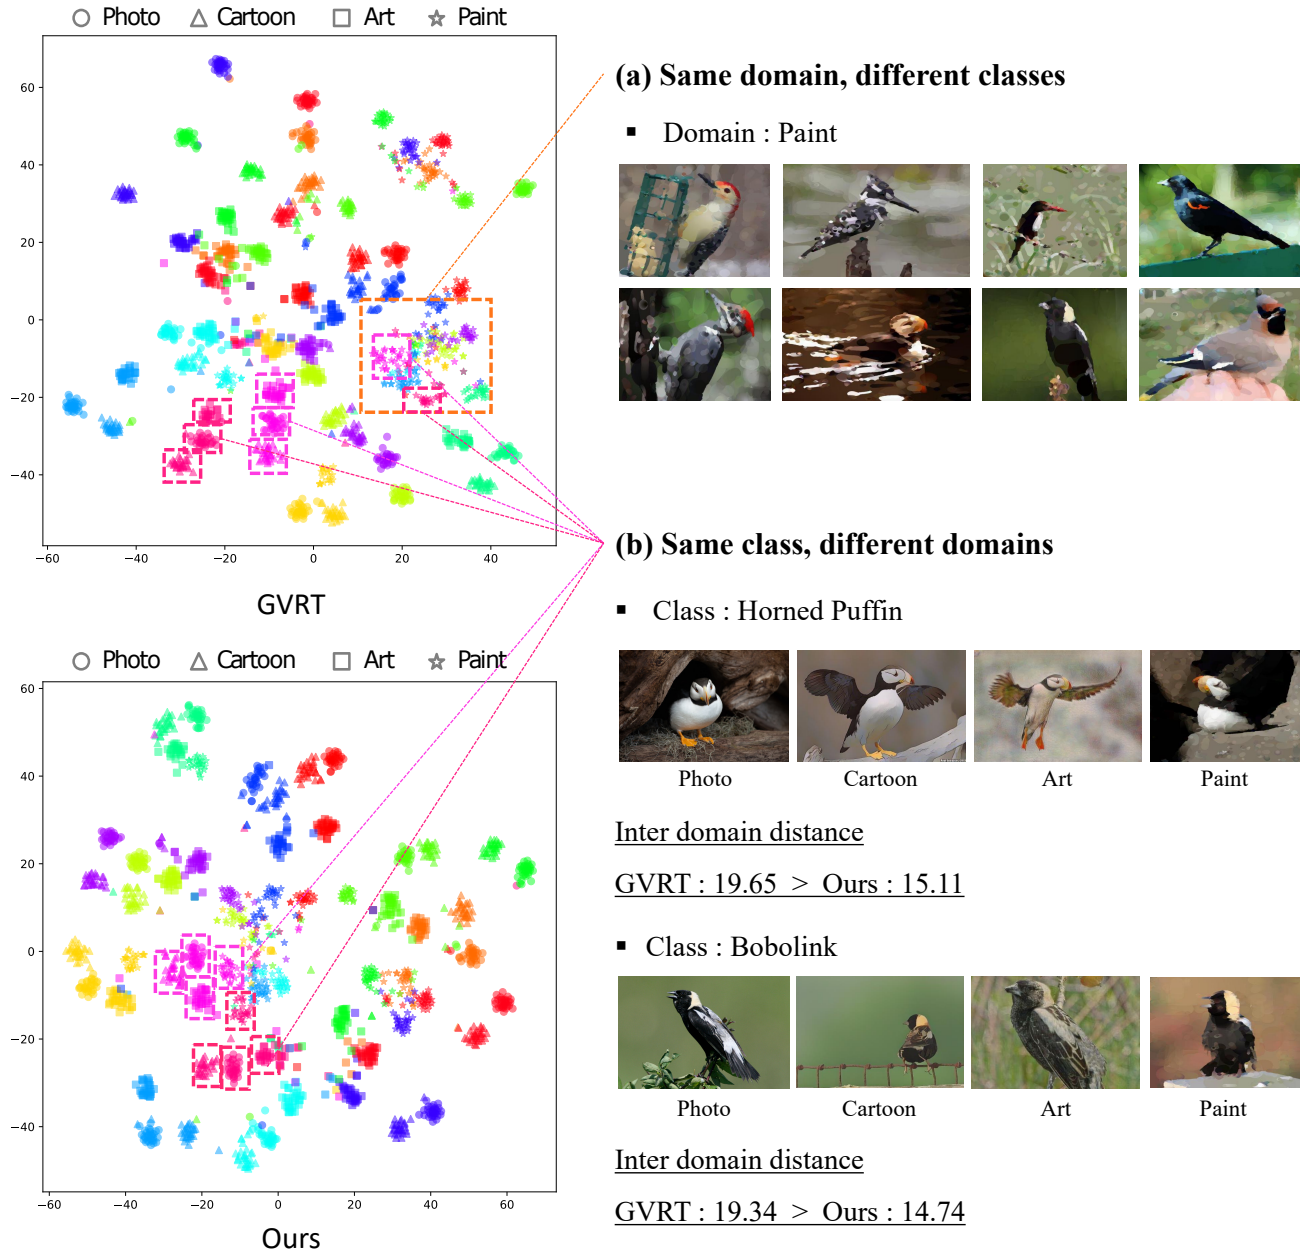 Photo Cartoon Art Paint
60
40
20
0
−20
−40
−60 −40 −20 0 20 40
GVRT
(a) Same domain, different classes
▪ Domain : Paint
(b) Same class, different domains
▪ Class : Horned Puffin
Photo Cartoon Art Paint
Inter domain distance
GVRT : 19.65 > Ours : 15.11
▪ Class : Bobolink
Photo Cartoon Art Paint
Inter domain distance
GVRT : 19.34 > Ours : 14.74
Photo Cartoon Art Paint
60
40
20
0
−20
−40
−60 −40 −20 0 20 40 60
Ours